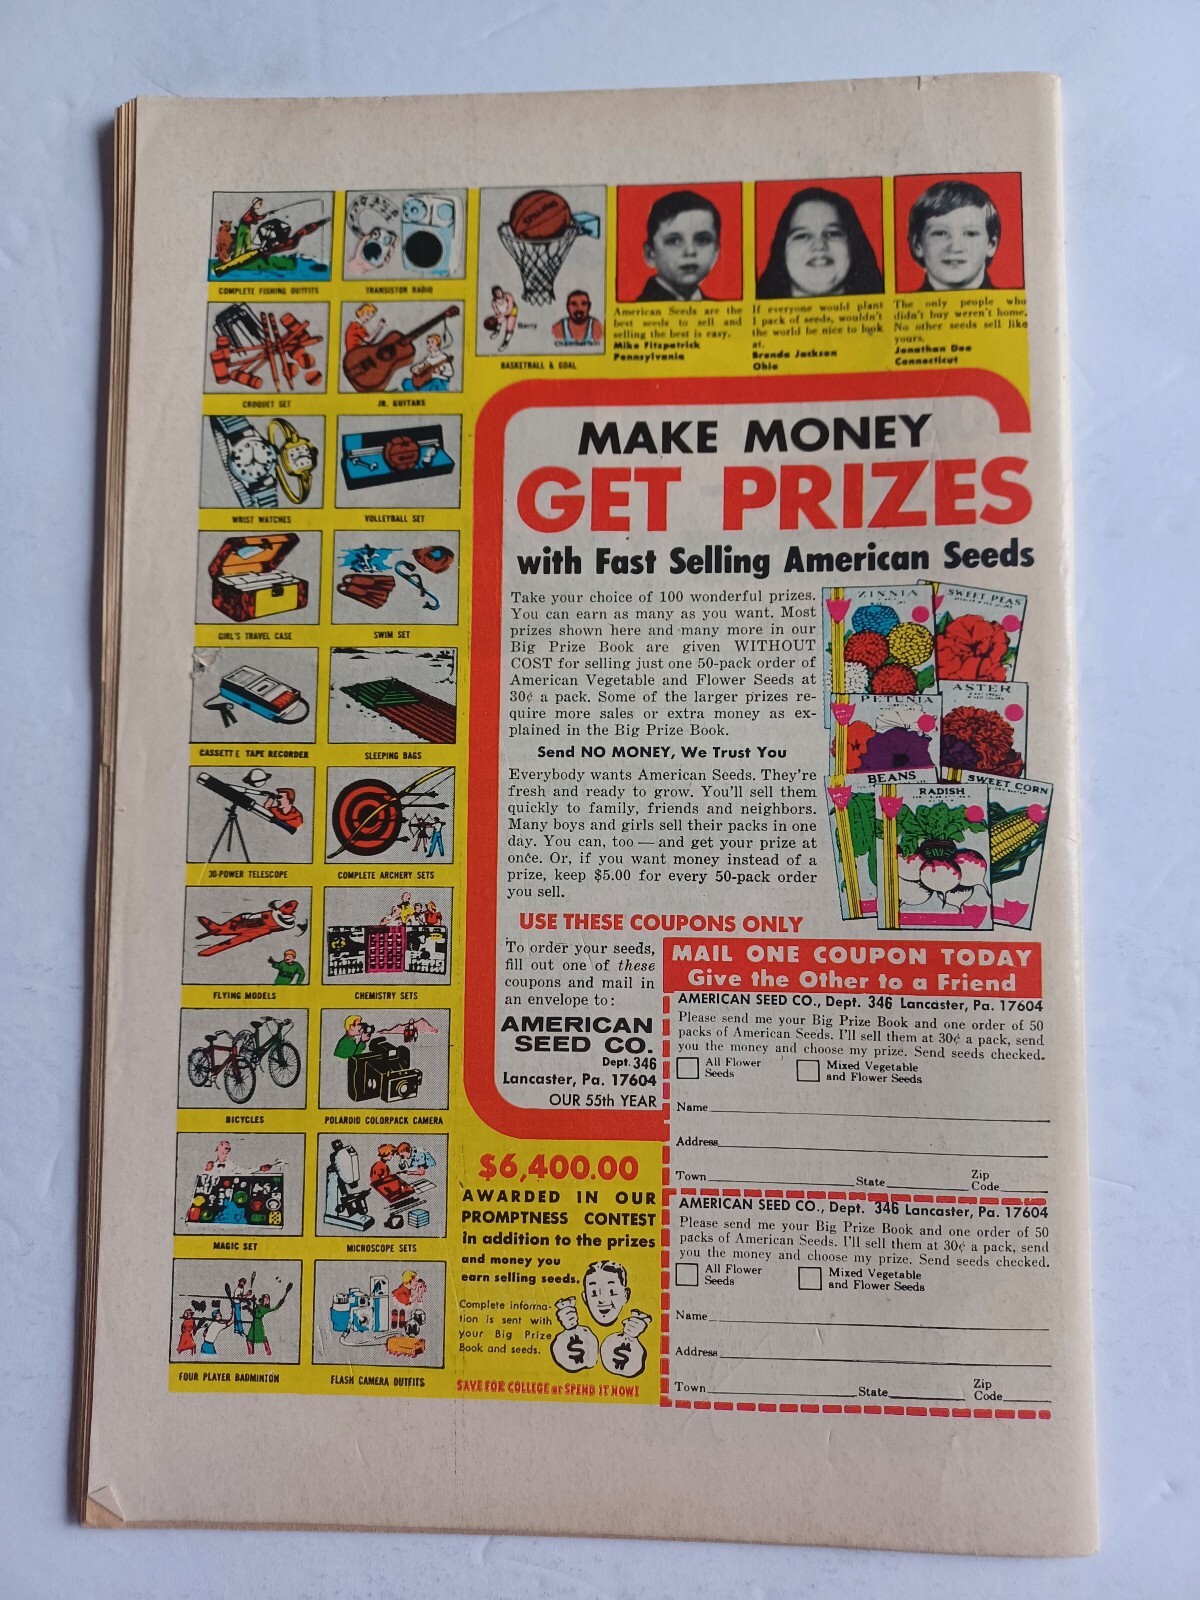 COMPLETE FISHING OUTFITS
TRANSISTOR RADIO
CROQUET SET
JR. GUITARS
WRIST WATCHES
VOLLEYBALL SET
GIRL'S TRAVEL CASE
SWIM SET
CASSETTE TAPE RECORDER
SLEEPING BAGS
30-POWER TELESCOPE
COMPLETE ARCHERY SETS
FLYING MODELS
CHEMISTRY SETS
BICYCLES
POLAROID COLORPACK CAMERA
MAGIC SET
MICROSCOPE SETS
FOUR PLAYER BADMINTON
FLASH CAMERA OUTFITS
SPALDING
Barry
Chamberlain
BASKETBALL & GOAL
American Seeds are the
best seeds to sell and
selling the best is easy.
Mike Fitzpatrick
Pennsylvania
If everyone would plant
1 pack of seeds, wouldn't
the world be nice to look
at.
Brenda Jackson
Ohio
The only people who
didn't buy weren't home.
No other seeds sell like
yours.
Jonathan Dee
Connecticut
MAKE MONEY
GET PRIZES
with Fast Selling American Seeds
Take your choice of 100 wonderful prizes.
You can earn as many as you want. Most
prizes shown here and many more in our
Big Prize Book are given WITHOUT
COST for selling just one 50-pack order of
American Vegetable and Flower Seeds at
30¢ a pack. Some of the larger prizes re-
quire more sales or extra money as ex-
plained in the Big Prize Book.
Send NO MONEY, We Trust You
Everybody wants American Seeds. They're
fresh and ready to grow. You'll sell them
quickly to family, friends and neighbors.
Many boys and girls sell their packs in one
day. You can, too — and get your prize at
once. Or, if you want money instead of a
prize, keep $5.00 for every 50-pack order
you sell.
ZINNIA
SWEET PEAS
PETUNIA
ASTER
BEANS
RADISH
SWEET CORN
USE THESE COUPONS ONLY
To order your seeds,
fill out one of these
coupons and mail in
an envelope to:
AMERICAN
SEED CO.
Dept. 346
Lancaster, Pa. 17604
OUR 55th YEAR
MAIL ONE COUPON TODAY
Give the Other to a Friend
AMERICAN SEED CO., Dept. 346 Lancaster, Pa. 17604
Please send me your Big Prize Book and one order of 50
packs of American Seeds. I'll sell them at 30¢ a pack, send
you the money and choose my prize. Send seeds checked.
All Flower
Seeds
Mixed Vegetable
and Flower Seeds
Name
Address
Town State Zip
Code
AMERICAN SEED CO., Dept. 346 Lancaster, Pa. 17604
Please send me your Big Prize Book and one order of 50
packs of American Seeds. I'll sell them at 30¢ a pack, send
you the money and choose my prize. Send seeds checked.
All Flower
Seeds
Mixed Vegetable
and Flower Seeds
Name
Address
Town State Zip
Code
$6,400.00
AWARDED IN OUR
PROMPTNESS CONTEST
in addition to the prizes
and money you
earn selling seeds.
Complete informa-
tion is sent with
your Big Prize
Book and seeds.
$ $
SAVE FOR COLLEGE or SPEND IT NOW!